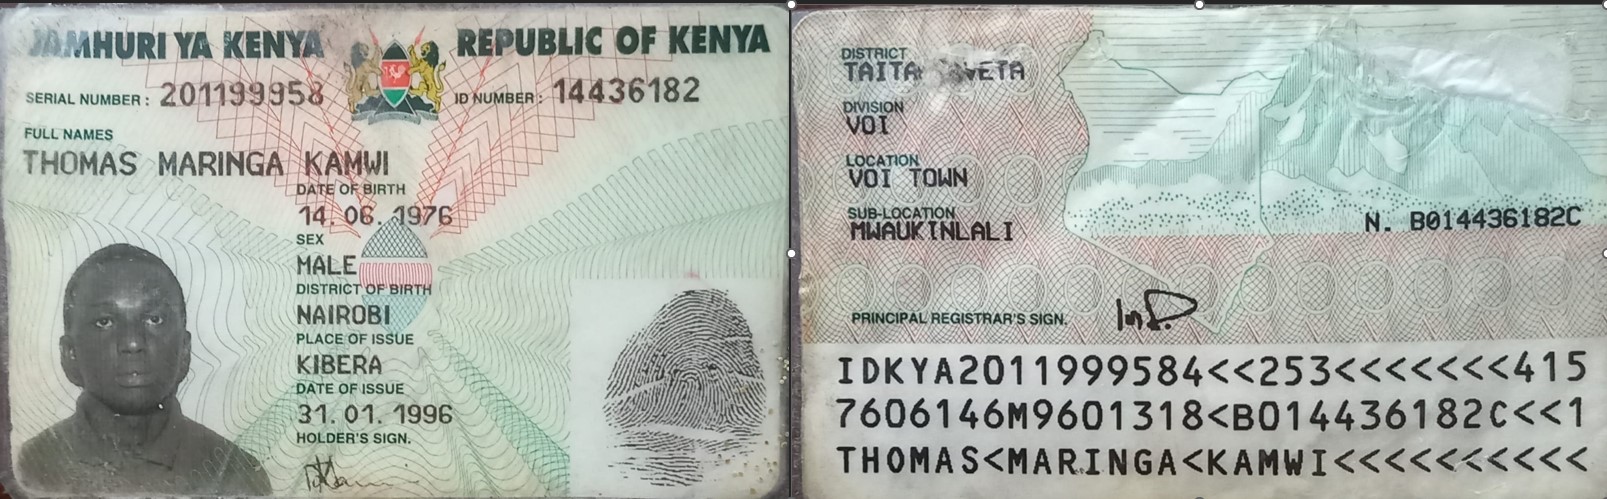 JAMHURI YA KENYA REPUBLIC OF KENYA
SERIAL NUMBER: 201199958 ID NUMBER: 14436182
FULL NAMES
THOMAS MARINGA KAMWI
DATE OF BIRTH
14. 06. 1976
SEX
MALE
DISTRICT OF BIRTH
NAIROBI
PLACE OF ISSUE
KIBERA
DATE OF ISSUE
31. 01. 1996
HOLDER'S SIGN.
DISTRICT
DIVISION
VOI
LOCATION
VOI TOWN
SUB-LOCATION
MWAUKINLALI
N. B014436182C
PRINCIPAL REGISTRAR'S SIGN.
IDKYA2011999584<<253<<<<<<<415
7606146M9601318<B014436182C<<1
THOMAS<MARINGA<KAMWI<<<<<<<<<<